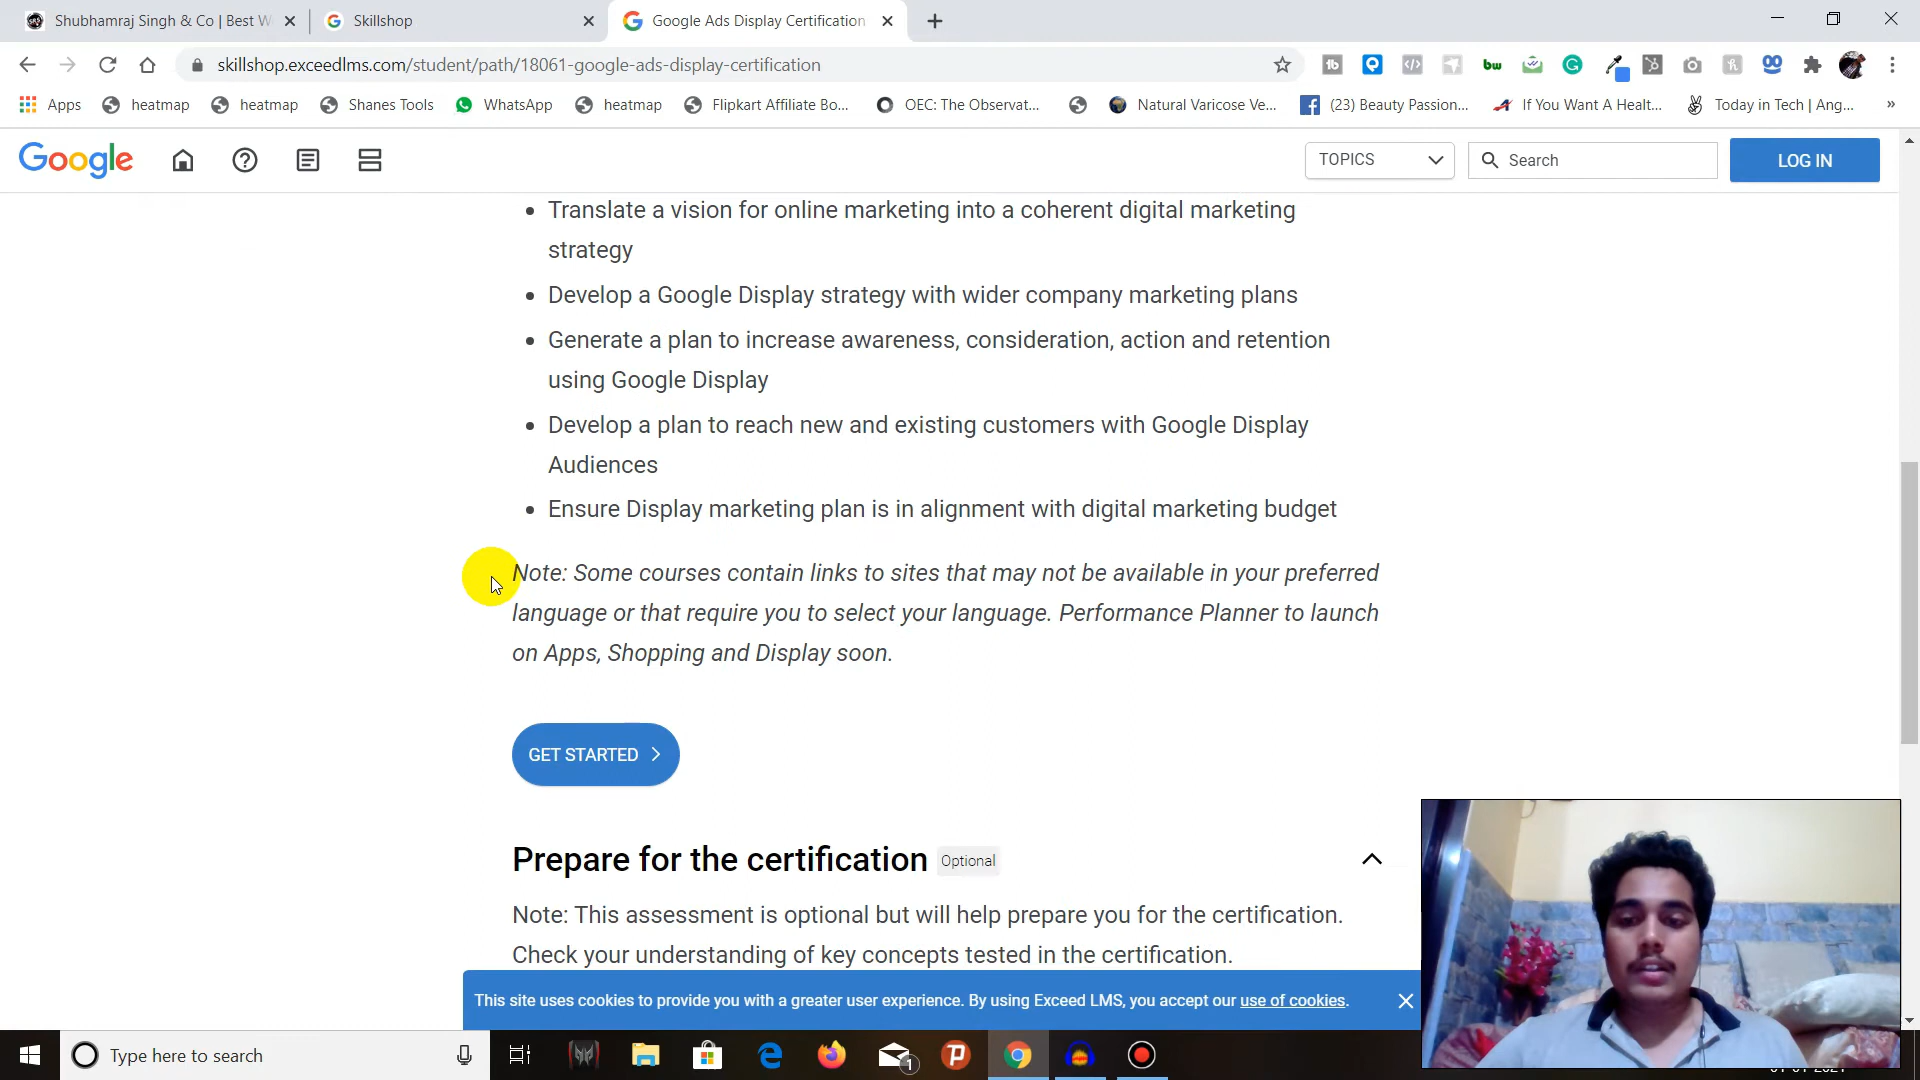 Shubhamraj Singh & Co | Best W
Skillshop
Google Ads Display Certification
skillshop.exceedlms.com/student/path/18061-google-ads-display-certification
Apps
heatmap
heatmap
Shanes Tools
WhatsApp
heatmap
Flipkart Affiliate Bo...
OEC: The Observat...
Natural Varicose Ve...
(23) Beauty Passion...
If You Want A Healt...
Today in Tech | Ang...
»
Google
TOPICS
Search
LOG IN
• Translate a vision for online marketing into a coherent digital marketing
strategy
• Develop a Google Display strategy with wider company marketing plans
• Generate a plan to increase awareness, consideration, action and retention
using Google Display
• Develop a plan to reach new and existing customers with Google Display
Audiences
• Ensure Display marketing plan is in alignment with digital marketing budget
Note: Some courses contain links to sites that may not be available in your preferred
language or that require you to select your language. Performance Planner to launch
on Apps, Shopping and Display soon.
GET STARTED
Prepare for the certification
Optional
Note: This assessment is optional but will help prepare you for the certification.
Check your understanding of key concepts tested in the certification.
This site uses cookies to provide you with a greater user experience. By using Exceed LMS, you accept our use of cookies.
Type here to search
1